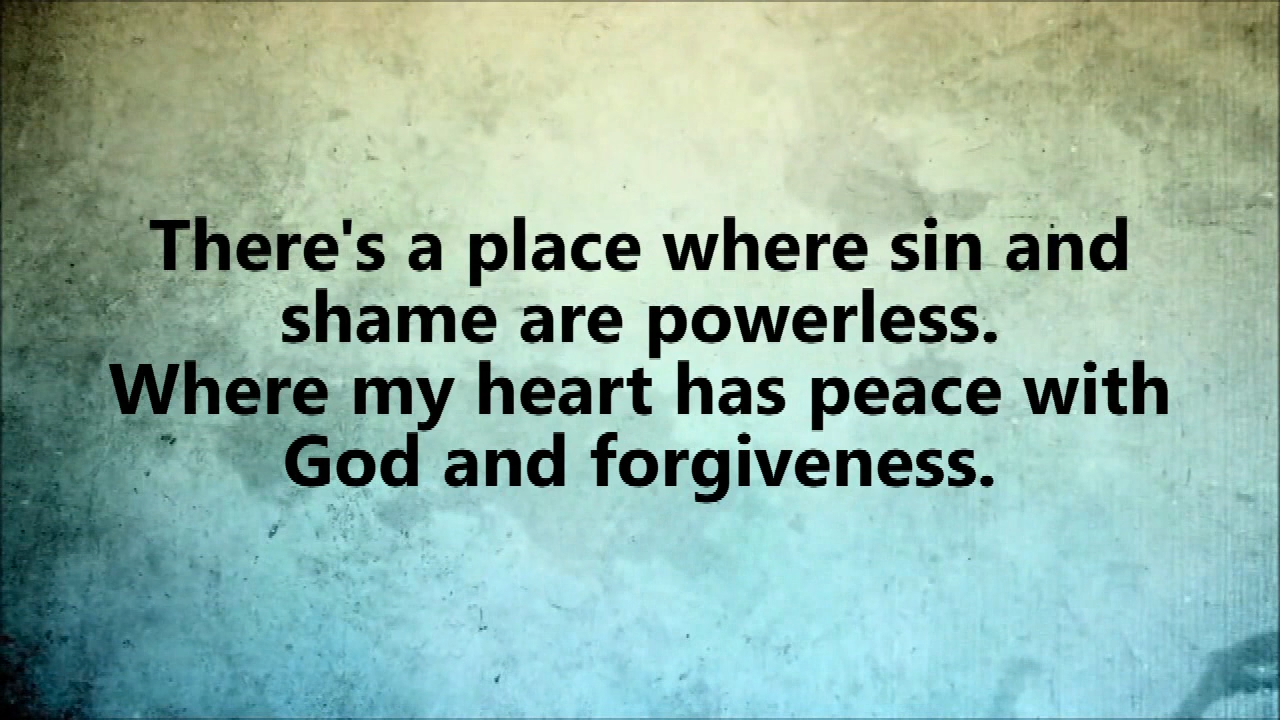 There's a place where sin and
shame are powerless.
Where my heart has peace with
God and forgiveness.